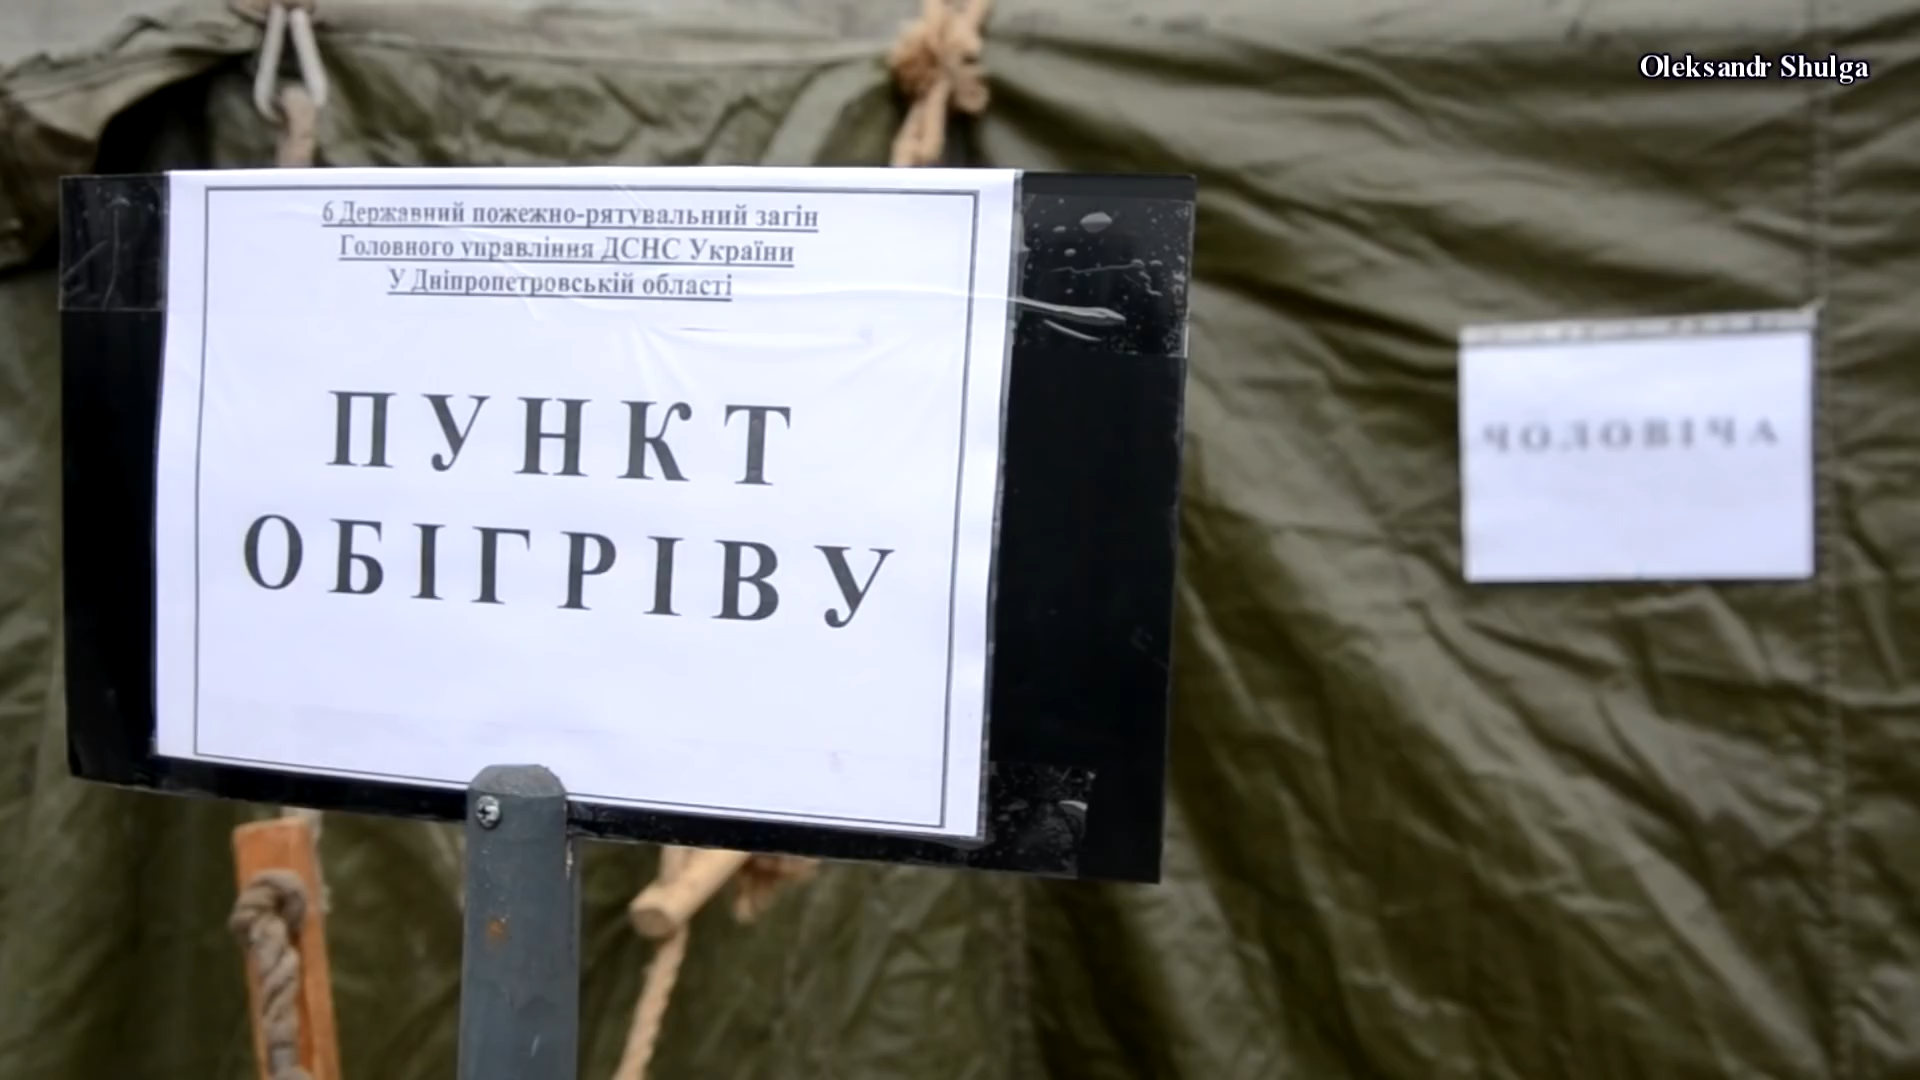 Oleksandr Shulga
6 Державний пожежно-рятувальний загін
Головного управління ДСНС України
У Дніпропетровській області
ПУНКТ
ОБІГРІВУ
ЧОЛОВІЧА